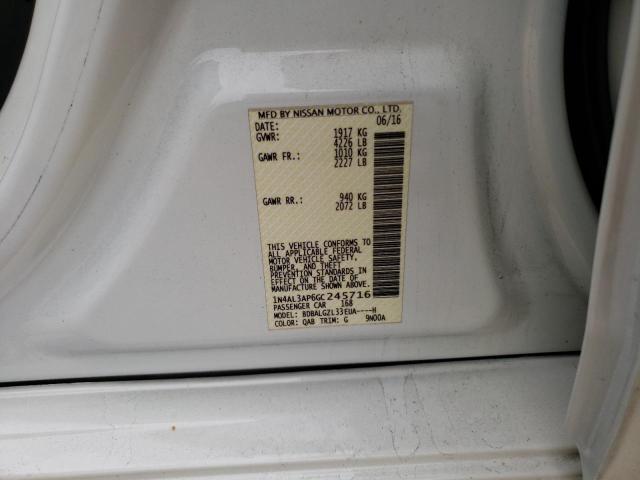 MFD BY NISSAN MOTOR CO., LTD.
DATE: 06/16
GVWR: 1917 KG
4226 LB
GAWR FR.: 1010 KG
2227 LB
GAWR RR.: 940 KG
2072 LB
THIS VEHICLE CONFORMS TO
ALL APPLICABLE FEDERAL
MOTOR VEHICLE SAFETY,
BUMPER, AND THEFT
PREVENTION STANDARDS IN
EFFECT ON THE DATE OF
MANUFACTURE SHOWN ABOVE.
1N4AL3AP6GC245716
PASSENGER CAR 168
MODEL: BDBALGZL33EUA----H
COLOR: QAB TRIM: G 9N00A